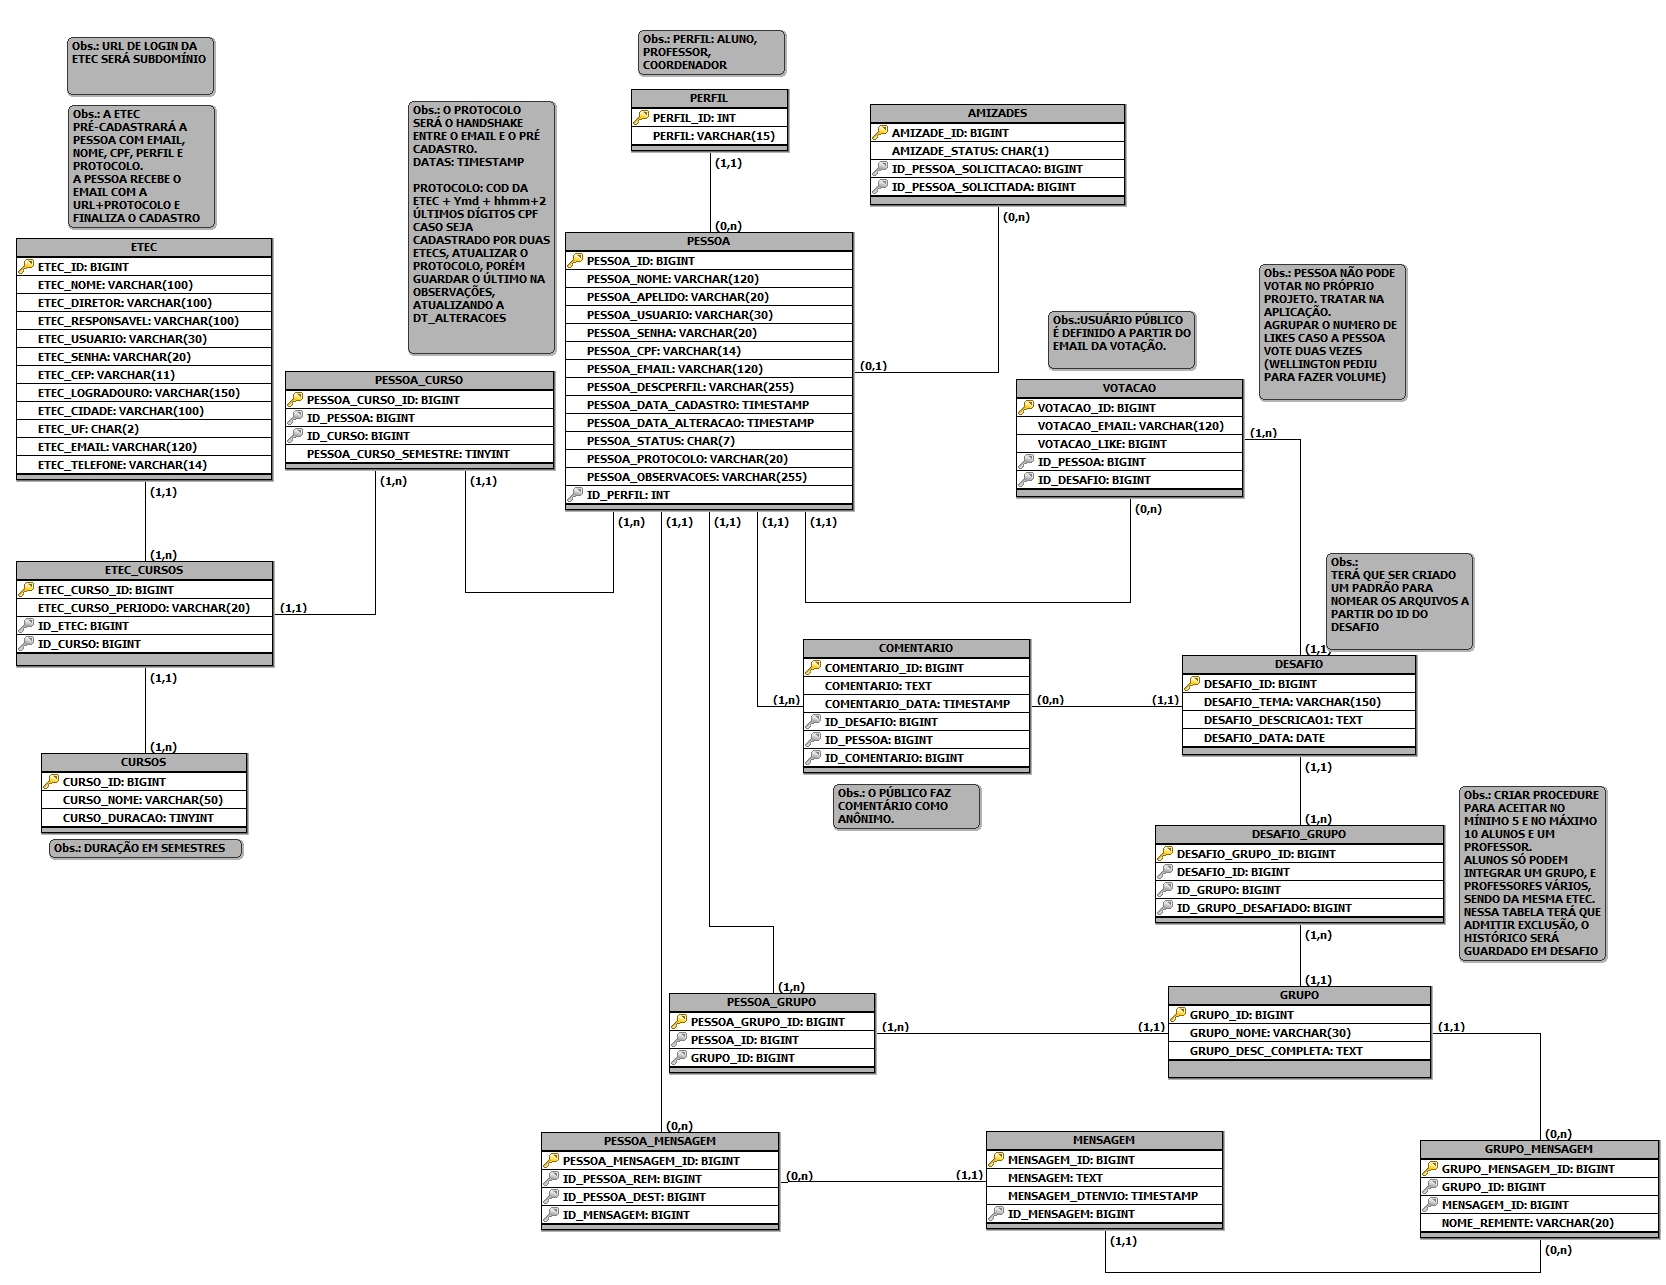 Obs.: URL DE LOGIN DA
ETEC SERÁ SUBDOMÍNIO
Obs.: A ETEC
PRÉ-CADASTRARÁ A
PESSOA COM EMAIL,
NOME, CPF, PERFIL E
PROTOCOLO.
A PESSOA RECEBE O
EMAIL COM A
URL+PROTOCOLO E
FINALIZA O CADASTRO
ETEC
ETEC_ID: BIGINT
ETEC_NOME: VARCHAR(100)
ETEC_DIRETOR: VARCHAR(100)
ETEC_RESPONSAVEL: VARCHAR(100)
ETEC_USUARIO: VARCHAR(30)
ETEC_SENHA: VARCHAR(20)
ETEC_CEP: VARCHAR(11)
ETEC_LOGRADOURO: VARCHAR(150)
ETEC_CIDADE: VARCHAR(100)
ETEC_UF: CHAR(2)
ETEC_EMAIL: VARCHAR(120)
ETEC_TELEFONE: VARCHAR(14)
(1,1)
(1,n)
ETEC_CURSOS
ETEC_CURSO_ID: BIGINT
ETEC_CURSO_PERIODO: VARCHAR(20)
ID_ETEC: BIGINT
ID_CURSO: BIGINT
(1,1)
(1,1)
(1,n)
CURSOS
CURSO_ID: BIGINT
CURSO_NOME: VARCHAR(50)
CURSO_DURACAO: TINYINT
Obs.: DURAÇÃO EM SEMESTRES
Obs.: O PROTOCOLO
SERÁ O HANDSHAKE
ENTRE O EMAIL E O PRÉ
CADASTRO.
DATAS: TIMESTAMP
PROTOCOLO: COD DA
ETEC + Ymd + hhmm+2
ÚLTIMOS DÍGITOS CPF
CASO SEJA
CADASTRADO POR DUAS
ETECS, ATUALIZAR O
PROTOCOLO, PORÉM
GUARDAR O ÚLTIMO NA
OBSERVAÇÕES,
ATUALIZANDO A
DT_ALTERACOES
PESSOA_CURSO
PESSOA_CURSO_ID: BIGINT
ID_PESSOA: BIGINT
ID_CURSO: BIGINT
PESSOA_CURSO_SEMESTRE: TINYINT
(1,n)
(1,1)
Obs.: PERFIL: ALUNO,
PROFESSOR,
COORDENADOR
PERFIL
PERFIL_ID: INT
PERFIL: VARCHAR(15)
(1,1)
(0,n)
PESSOA
PESSOA_ID: BIGINT
PESSOA_NOME: VARCHAR(120)
PESSOA_APELIDO: VARCHAR(20)
PESSOA_USUARIO: VARCHAR(30)
PESSOA_SENHA: VARCHAR(20)
PESSOA_CPF: VARCHAR(14)
PESSOA_EMAIL: VARCHAR(120)
PESSOA_DESCPERFIL: VARCHAR(255)
PESSOA_DATA_CADASTRO: TIMESTAMP
PESSOA_DATA_ALTERACAO: TIMESTAMP
PESSOA_STATUS: CHAR(7)
PESSOA_PROTOCOLO: VARCHAR(20)
PESSOA_OBSERVACOES: VARCHAR(255)
ID_PERFIL: INT
(0,1)
(1,n)
(1,1)
(1,1)
(1,1)
(1,1)
AMIZADES
AMIZADE_ID: BIGINT
AMIZADE_STATUS: CHAR(1)
ID_PESSOA_SOLICITACAO: BIGINT
ID_PESSOA_SOLICITADA: BIGINT
(0,n)
Obs.:USUÁRIO PÚBLICO
É DEFINIDO A PARTIR DO
EMAIL DA VOTAÇÃO.
Obs.: PESSOA NÃO PODE
VOTAR NO PRÓPRIO
PROJETO. TRATAR NA
APLICAÇÃO.
AGRUPAR O NUMERO DE
LIKES CASO A PESSOA
VOTE DUAS VEZES
(WELLINGTON PEDIU
PARA FAZER VOLUME)
VOTACAO
VOTACAO_ID: BIGINT
VOTACAO_EMAIL: VARCHAR(120)
VOTACAO_LIKE: BIGINT
ID_PESSOA: BIGINT
ID_DESAFIO: BIGINT
(1,n)
(0,n)
Obs.:
TERÁ QUE SER CRIADO
UM PADRÃO PARA
NOMEAR OS ARQUIVOS A
PARTIR DO ID DO
DESAFIO
(1,1)
COMENTARIO
COMENTARIO_ID: BIGINT
COMENTARIO: TEXT
COMENTARIO_DATA: TIMESTAMP
ID_DESAFIO: BIGINT
ID_PESSOA: BIGINT
ID_COMENTARIO: BIGINT
(1,n)
(0,n)
(1,1)
Obs.: O PÚBLICO FAZ
COMENTÁRIO COMO
ANÔNIMO.
DESAFIO
DESAFIO_ID: BIGINT
DESAFIO_TEMA: VARCHAR(150)
DESAFIO_DESCRICAO1: TEXT
DESAFIO_DATA: DATE
(1,1)
(1,n)
DESAFIO_GRUPO
DESAFIO_GRUPO_ID: BIGINT
DESAFIO_ID: BIGINT
ID_GRUPO: BIGINT
ID_GRUPO_DESAFIADO: BIGINT
(1,n)
(1,1)
Obs.: CRIAR PROCEDURE
PARA ACEITAR NO
MÍNIMO 5 E NO MÁXIMO
10 ALUNOS E UM
PROFESSOR.
ALUNOS SÓ PODEM
INTEGRAR UM GRUPO, E
PROFESSORES VÁRIOS,
SENDO DA MESMA ETEC.
NESSA TABELA TERÁ QUE
ADMITIR EXCLUSÃO, O
HISTÓRICO SERÁ
GUARDADO EM DESAFIO
(1,n)
PESSOA_GRUPO
PESSOA_GRUPO_ID: BIGINT
PESSOA_ID: BIGINT
GRUPO_ID: BIGINT
(1,n)
(1,1)
GRUPO
GRUPO_ID: BIGINT
GRUPO_NOME: VARCHAR(30)
GRUPO_DESC_COMPLETA: TEXT
(1,1)
(0,n)
PESSOA_MENSAGEM
PESSOA_MENSAGEM_ID: BIGINT
ID_PESSOA_REM: BIGINT
ID_PESSOA_DEST: BIGINT
ID_MENSAGEM: BIGINT
(0,n)
(1,1)
MENSAGEM
MENSAGEM_ID: BIGINT
MENSAGEM: TEXT
MENSAGEM_DTENVIO: TIMESTAMP
ID_MENSAGEM: BIGINT
(1,1)
(0,n)
GRUPO_MENSAGEM
GRUPO_MENSAGEM_ID: BIGINT
GRUPO_ID: BIGINT
MENSAGEM_ID: BIGINT
NOME_REMENTE: VARCHAR(20)
(0,n)